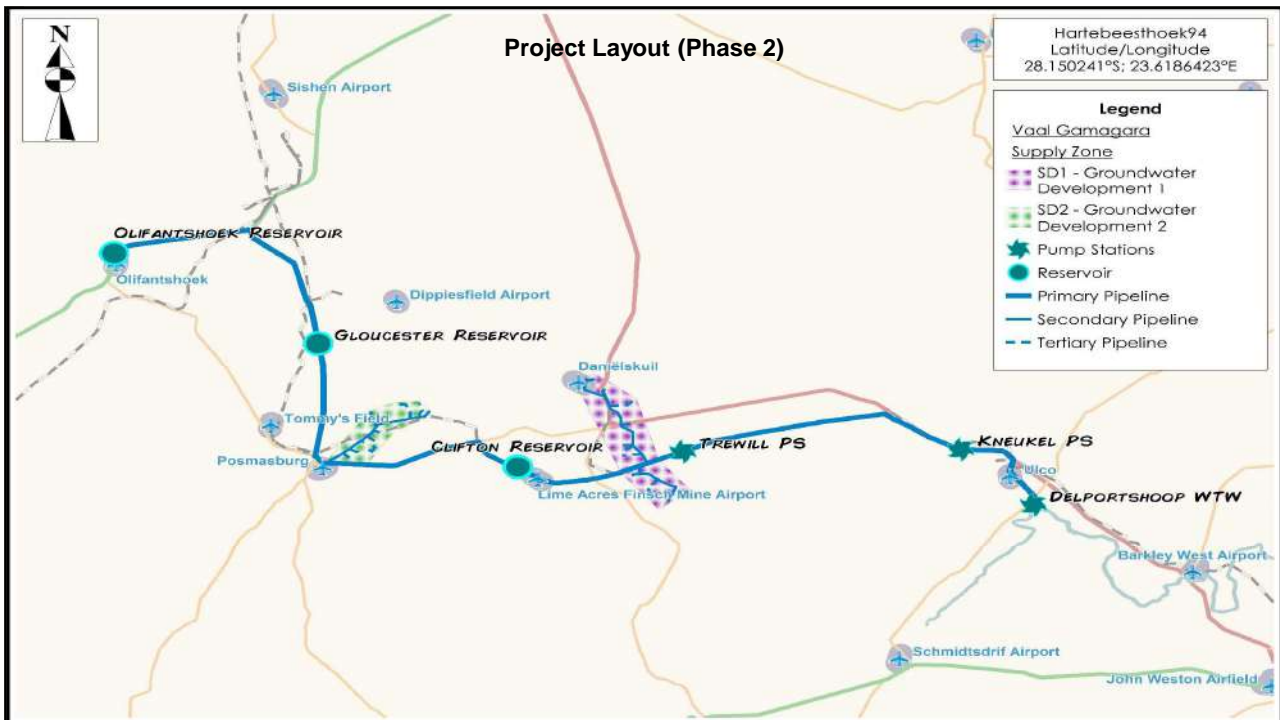 N
Project Layout (Phase 2)
Hartebeesthoek94
Latitude/Longitude
28.150241°S; 23.6186423°E
Legend
Vaal Gamagara
Supply Zone
SD1 - Groundwater
Development 1
SD2 - Groundwater
Development 2
Pump Stations
Reservoir
Primary Pipeline
Secondary Pipeline
Tertiary Pipeline
Sishen Airport
OLIFANTSHOEK RESERVOIR
Olifantshoek
Dippiesfield Airport
GLOUCESTER RESERVOIR
Daniëlskuil
Tommy's Field
CLIFTON RESERVOIR
TREWILL PS
KNEUKEL PS
Posmasburg
Ulco
Lime Acres Finsch Mine Airport
DELPORTSHOOP WTW
Barkley West Airport
Schmidtsdrif Airport
John Weston Airfield